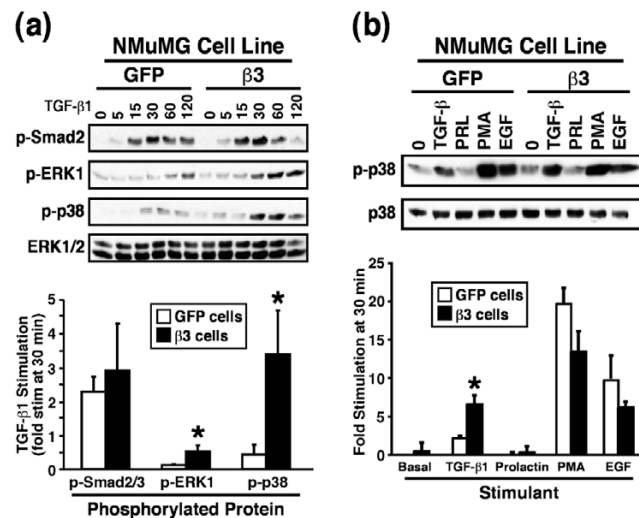 (a)
NMuMG Cell Line
GFP β3
TGF-β1 0 5 15 30 60 120 0 5 15 30 60 120
p-Smad2
p-ERK1
p-p38
ERK1/2
TGF-β1 Stimulation
(fold stim at 30 min)
5
4
3
2
1
0
GFP cells
β3 cells
*
*
p-Smad2/3 p-ERK1 p-p38
Phosphorylated Protein
(b)
NMuMG Cell Line
GFP β3
0 TGF-β PRL PMA EGF 0 TGF-β PRL PMA EGF
p-p38
p38
Fold Stimulation at 30 min
25
20
15
10
5
0
GFP cells
β3 cells
*
Basal TGF-β1 Prolactin PMA EGF
Stimulant